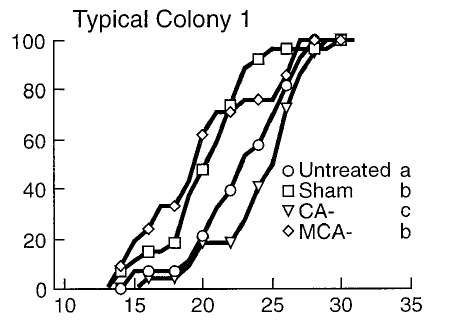 Typical Colony 1
100
80
60
40
20
0
Untreated a
Sham b
CA- c
MCA- b
10 15 20 25 30 35